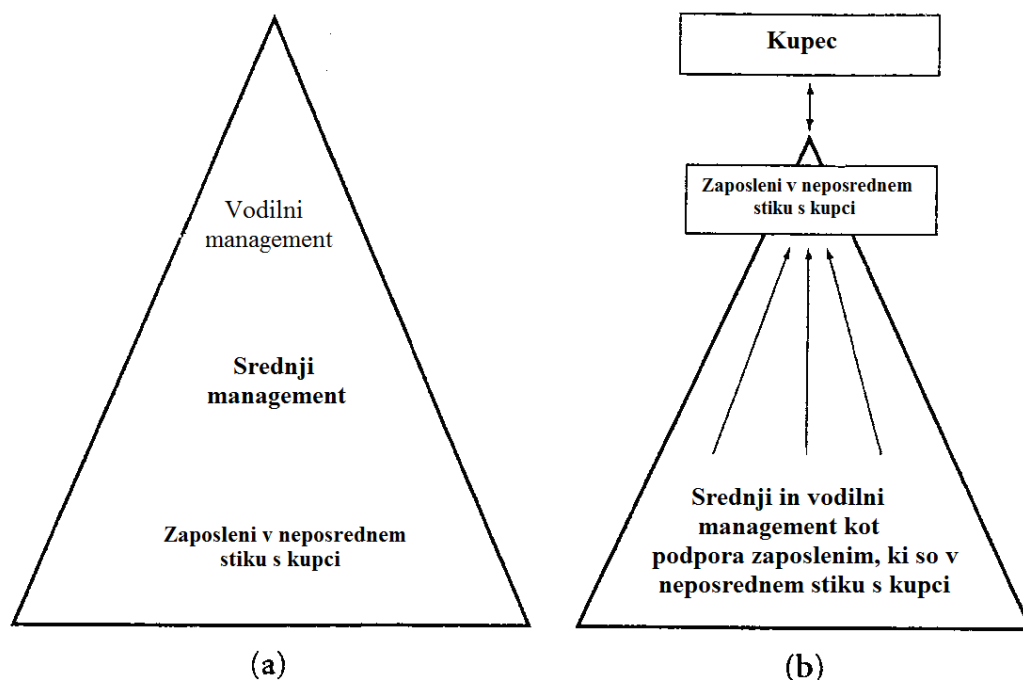 Vodilni
management
Srednji
management
Zaposleni v neposrednem
stiku s kupci
(a)
Kupec
Zaposleni v neposrednem
stiku s kupci
Srednji in vodilni
management kot
podpora zaposlenim, ki so v
neposrednem stiku s kupci
(b)